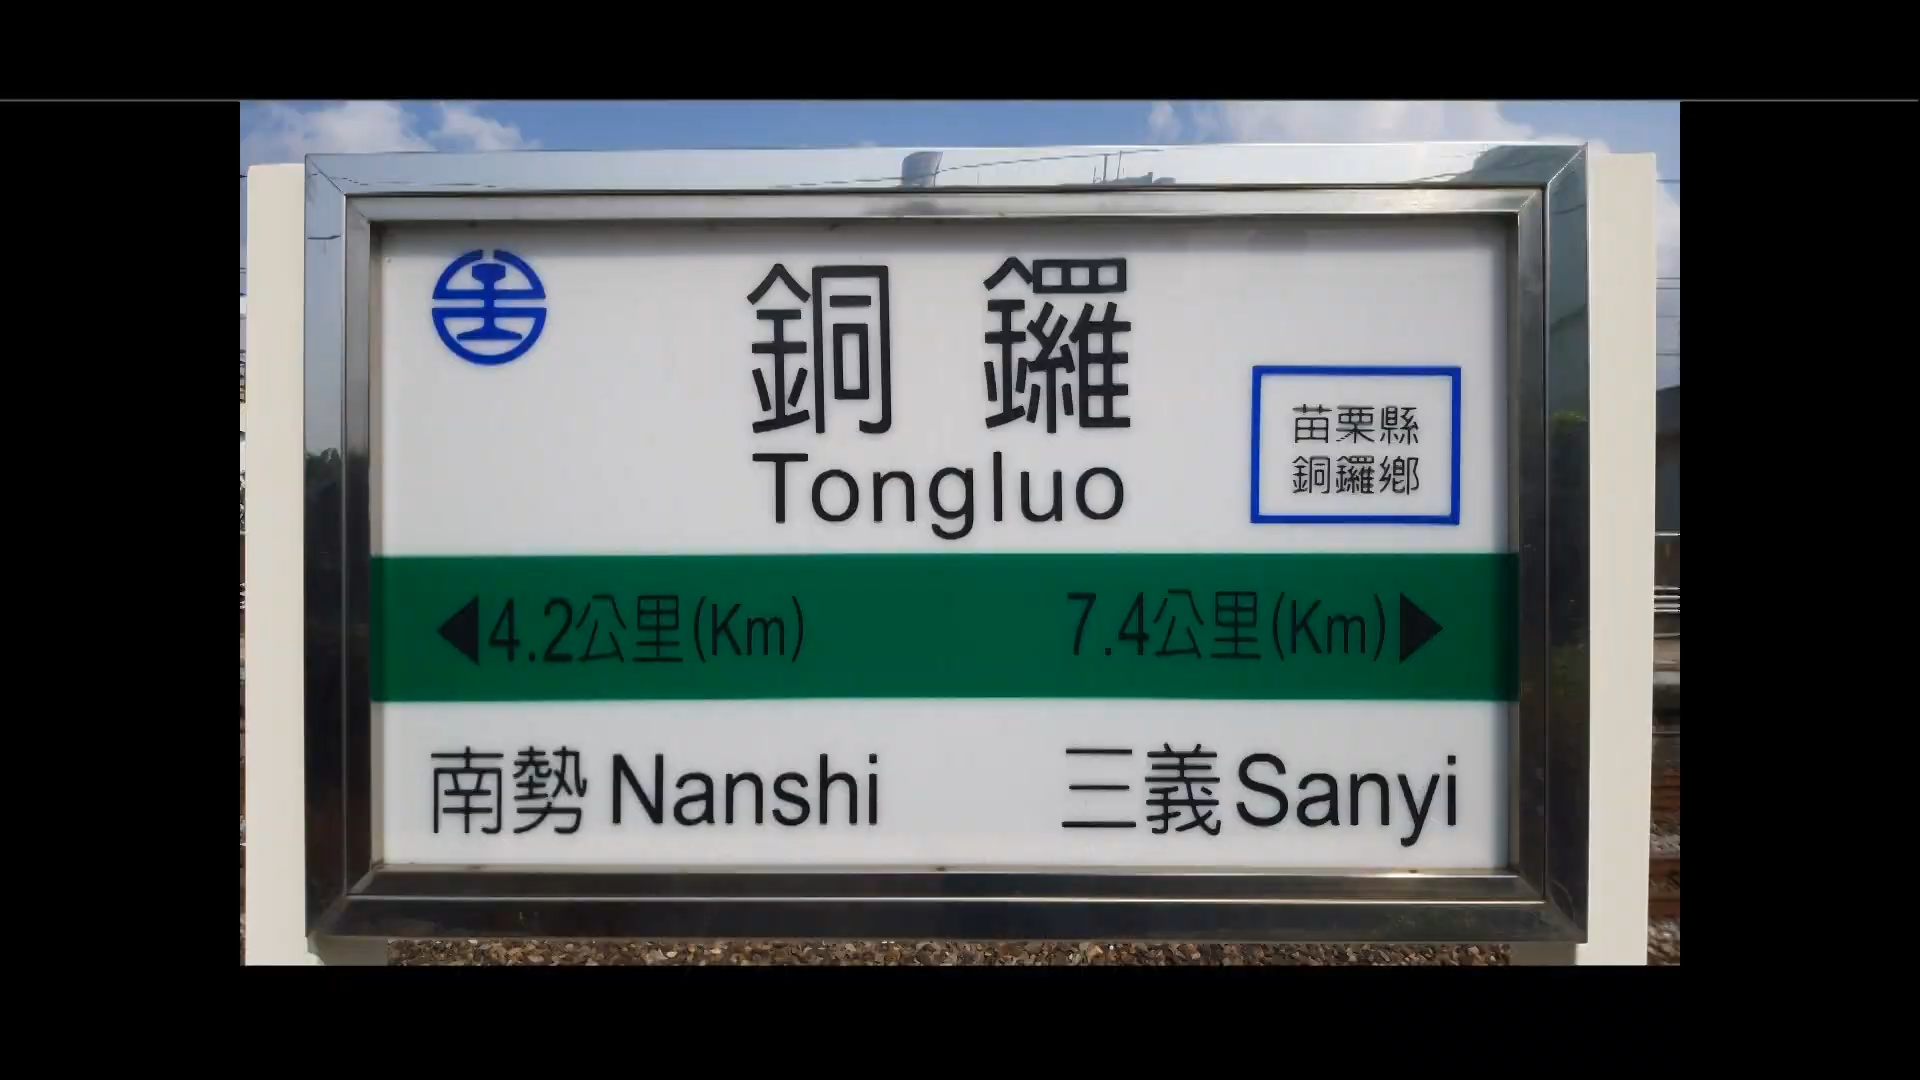 銅鑼
Tongluo
苗栗縣
銅鑼鄉
◀4.2公里(Km)
7.4公里(Km)▶
南勢 Nanshi
三義 Sanyi